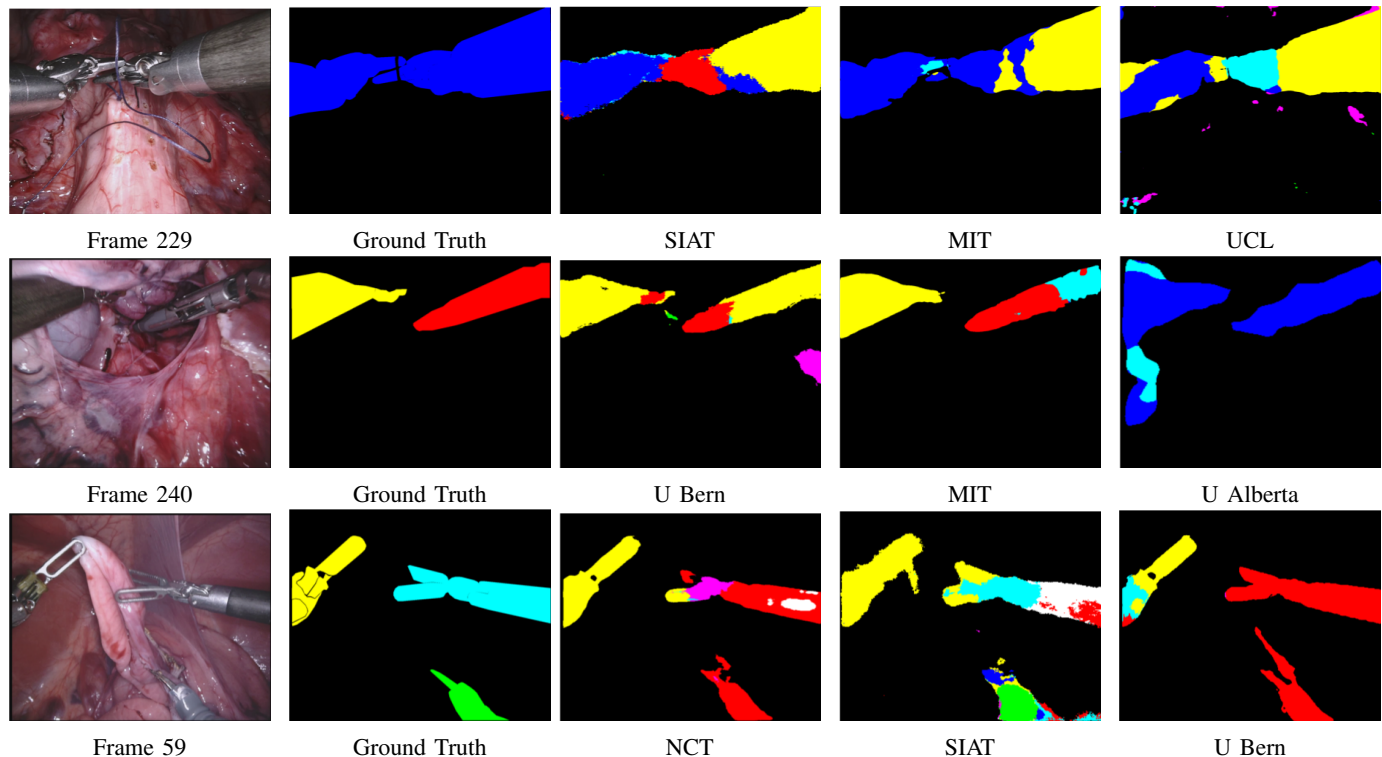 Frame 229 Ground Truth SIAT MIT UCL
Frame 240 Ground Truth U Bern MIT U Alberta
Frame 59 Ground Truth NCT SIAT U Bern